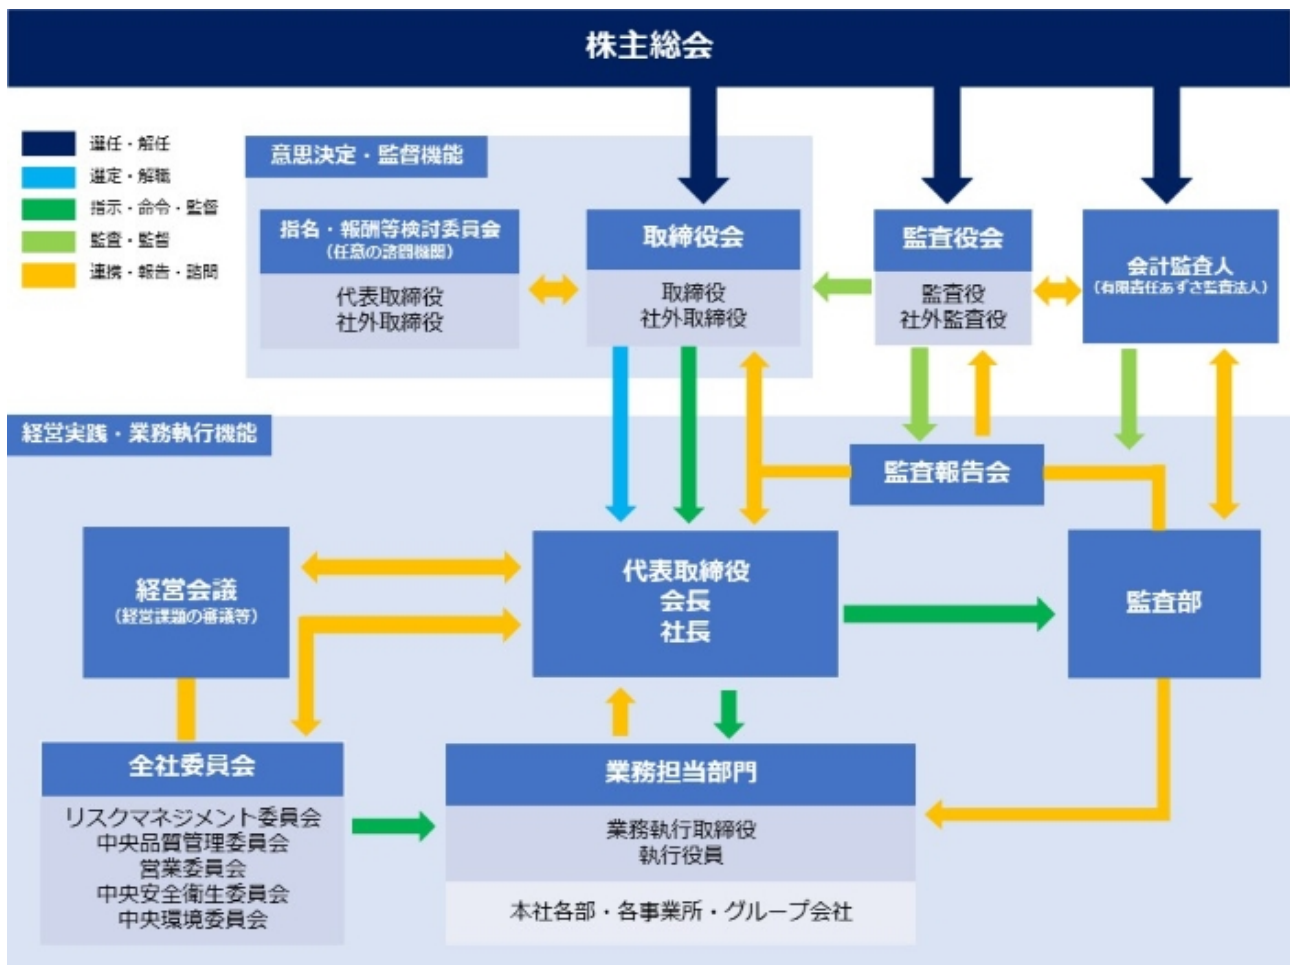 株主総会
選任・解任
選定・解職
指示・命令・監督
監査・監督
連携・報告・諮問
意思決定・監督機能
指名・報酬等検討委員会
（任意の諮問機関）
代表取締役
社外取締役
取締役会
取締役
社外取締役
監査役会
監査役
社外監査役
会計監査人
（有限責任あずさ監査法人）
経営実践・業務執行機能
監査報告会
経営会議
（経営課題の審議等）
代表取締役
会長
社長
監査部
全社委員会
リスクマネジメント委員会
中央品質管理委員会
営業委員会
中央安全衛生委員会
中央環境委員会
業務担当部門
業務執行取締役
執行役員
本社各部・各事業所・グループ会社